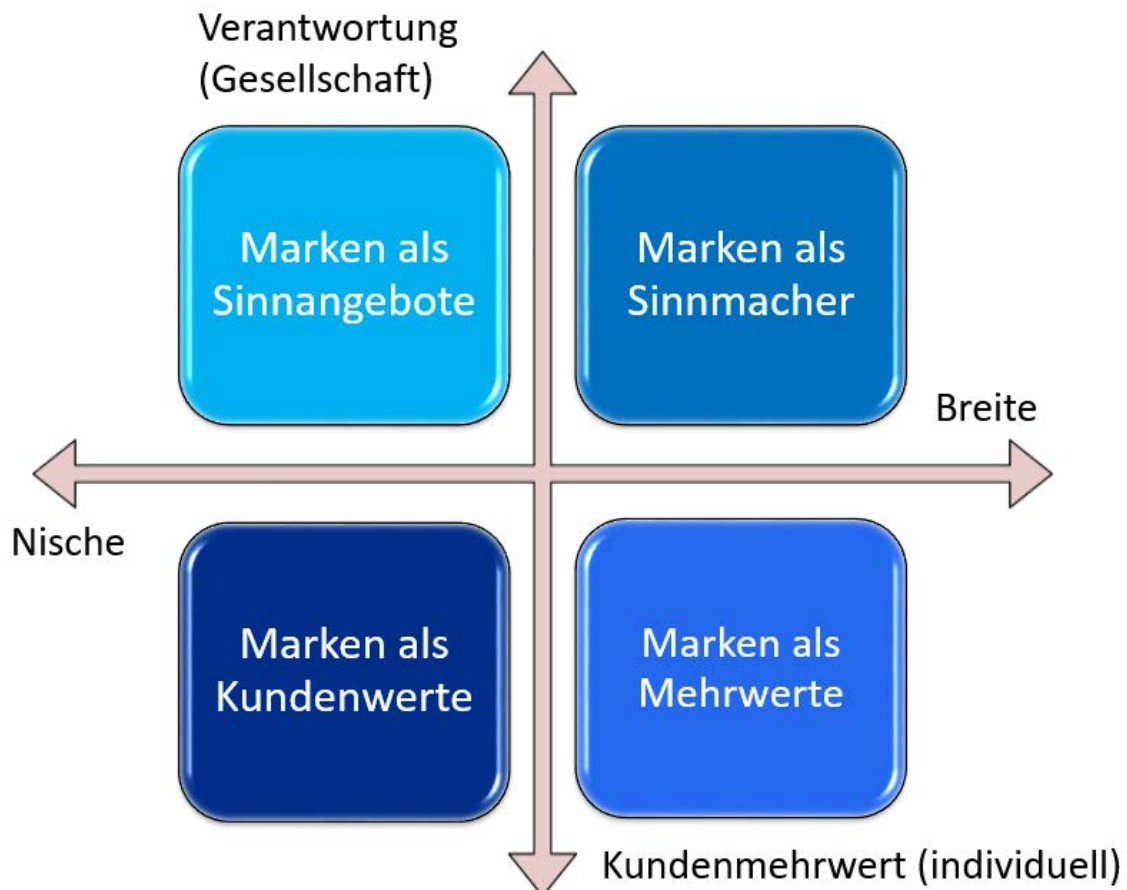 Verantwortung
(Gesellschaft)
Marken als
Sinnangebote
Marken als
Sinnmacher
Breite
Nische
Marken als
Kundenwerte
Marken als
Mehrwerte
Kundenmehrwert (individuell)